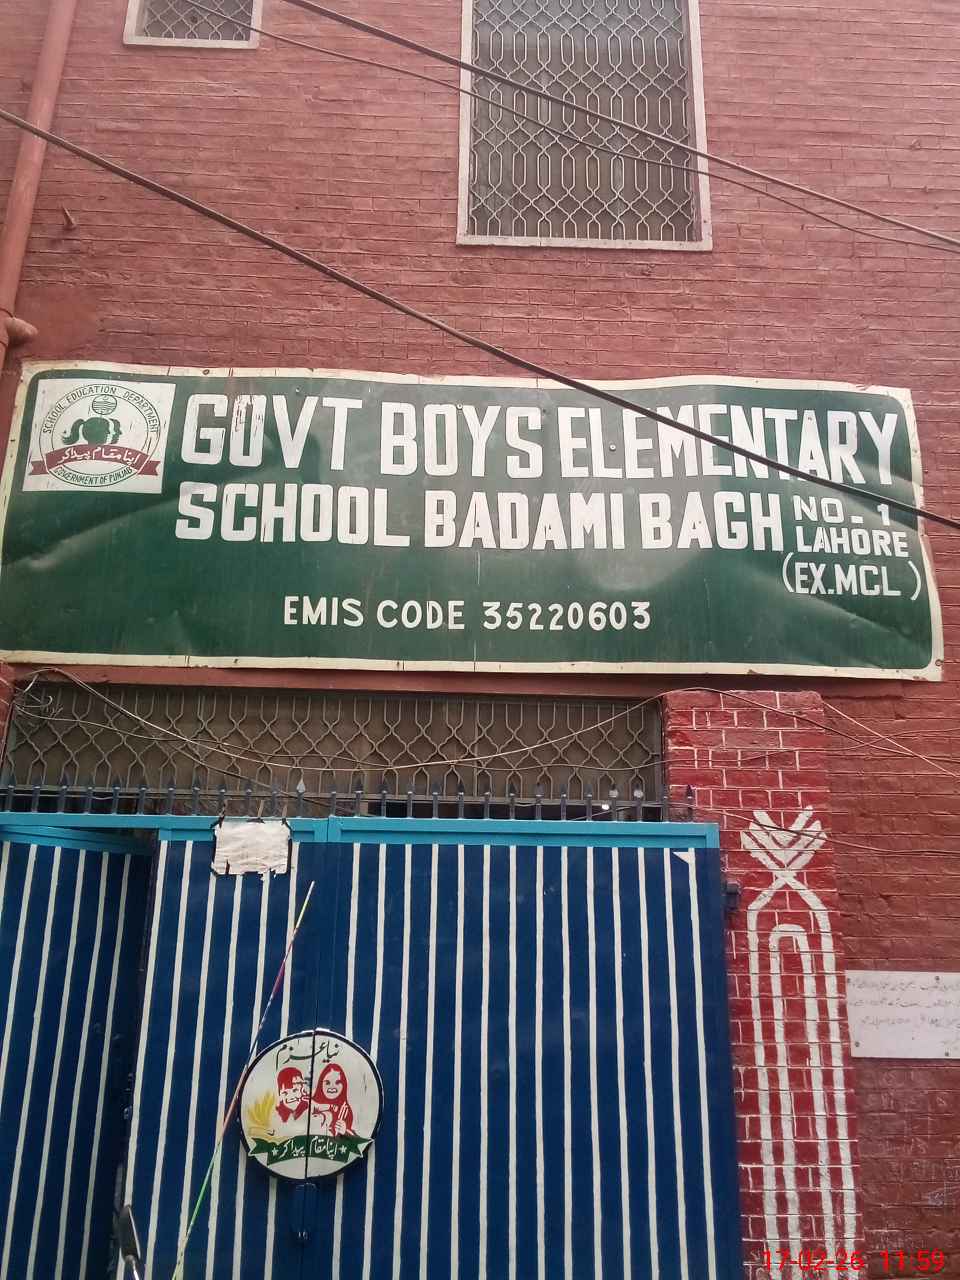 SCHOOL EDUCATION DEPARTMENT
اپنا مقام پیدا کر
GOVERNMENT OF PUNJAB
GOVT BOYS ELEMENTARY
SCHOOL BADAMI BAGH NO-1
LAHORE
(EX.MCL)
EMIS CODE 35220603
نیا عزم
اپنا مقام پیدا کر
17-02-26 11:59